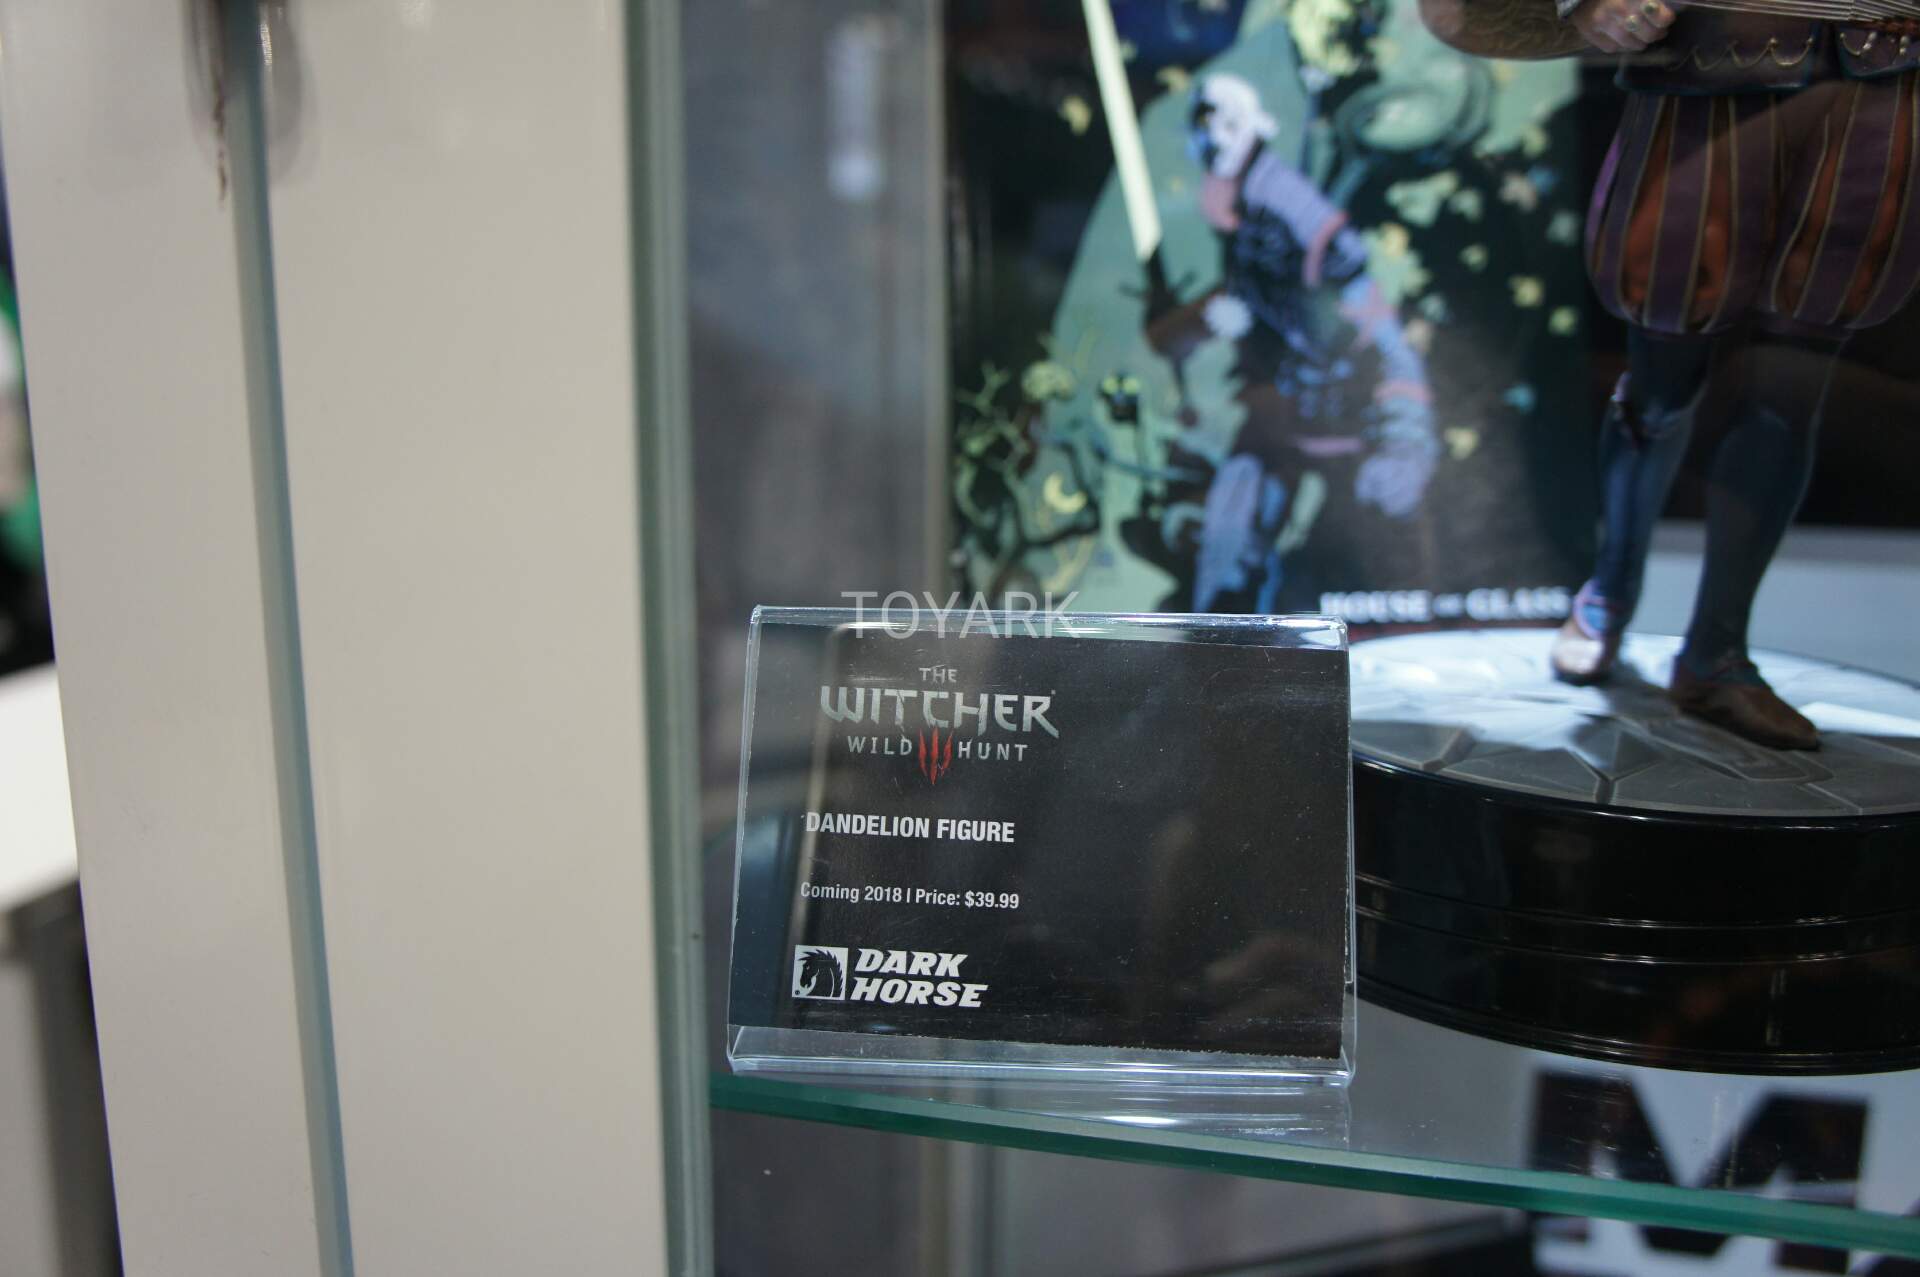 HOUSE OF GLASS
TOYARK
THE
WITCHER
WILD HUNT
DANDELION FIGURE
Coming 2018 | Price: $39.99
DARK
HORSE